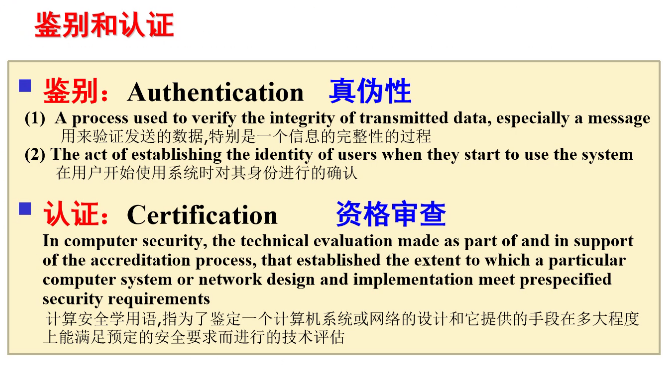 鉴别和认证
鉴别：Authentication 真伪性
(1) A process used to verify the integrity of transmitted data, especially a message
用来验证发送的数据,特别是一个信息的完整性的过程
(2) The act of establishing the identity of users when they start to use the system
在用户开始使用系统时对其身份进行的确认
认证：Certification 资格审查
In computer security, the technical evaluation made as part of and in support
of the accreditation process, that established the extent to which a particular
computer system or network design and implementation meet prespecified
security requirements
计算安全学用语,指为了鉴定一个计算机系统或网络的设计和它提供的手段在多大程度
上能满足预定的安全要求而进行的技术评估